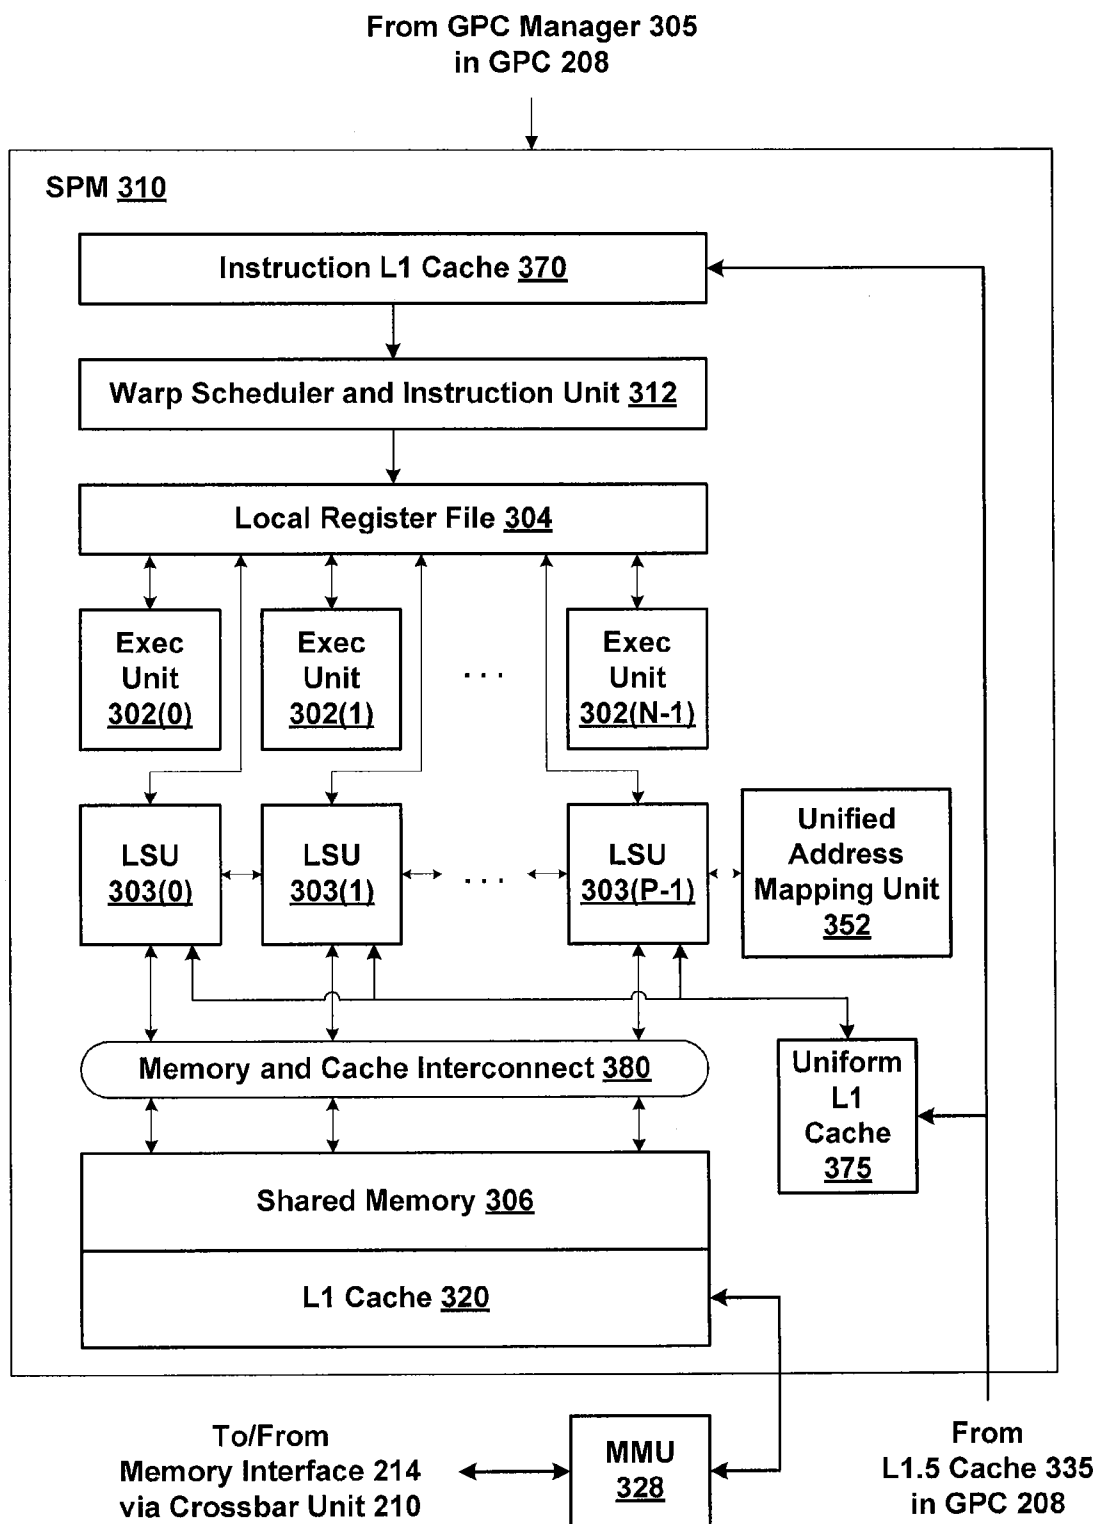 From GPC Manager 305
in GPC 208
SPM 310
Instruction L1 Cache 370
Warp Scheduler and Instruction Unit 312
Local Register File 304
Exec
Unit
302(0)
Exec
Unit
302(1)
. . .
Exec
Unit
302(N-1)
LSU
303(0)
LSU
303(1)
. . .
LSU
303(P-1)
Unified
Address
Mapping Unit
352
Memory and Cache Interconnect 380
Uniform
L1
Cache
375
Shared Memory 306
L1 Cache 320
To/From
Memory Interface 214
via Crossbar Unit 210
MMU
328
From
L1.5 Cache 335
in GPC 208